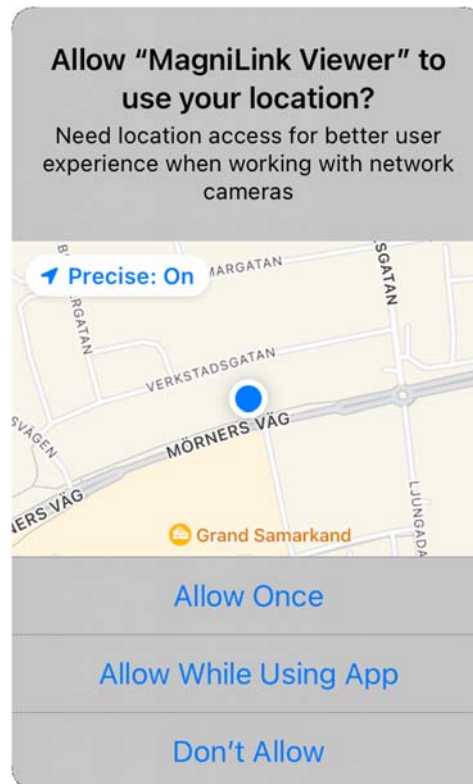 Allow “MagniLink Viewer” to
use your location?
Need location access for better user
experience when working with network
cameras
Precise: On
MARGATAN
SGATAN
RGATAN
VERKSTADSGATAN
SVÄGEN
MÖRNERS VÄG
NERS VÄG
LJUNGADA
Grand Samarkand
Allow Once
Allow While Using App
Don’t Allow